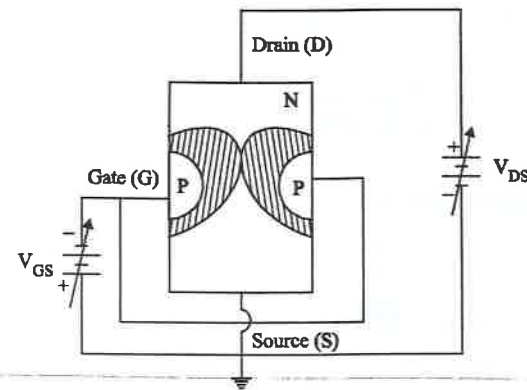 Drain (D)
N
Gate (G)
P
P
+
V_DS
−
−
V_GS
+
Source (S)